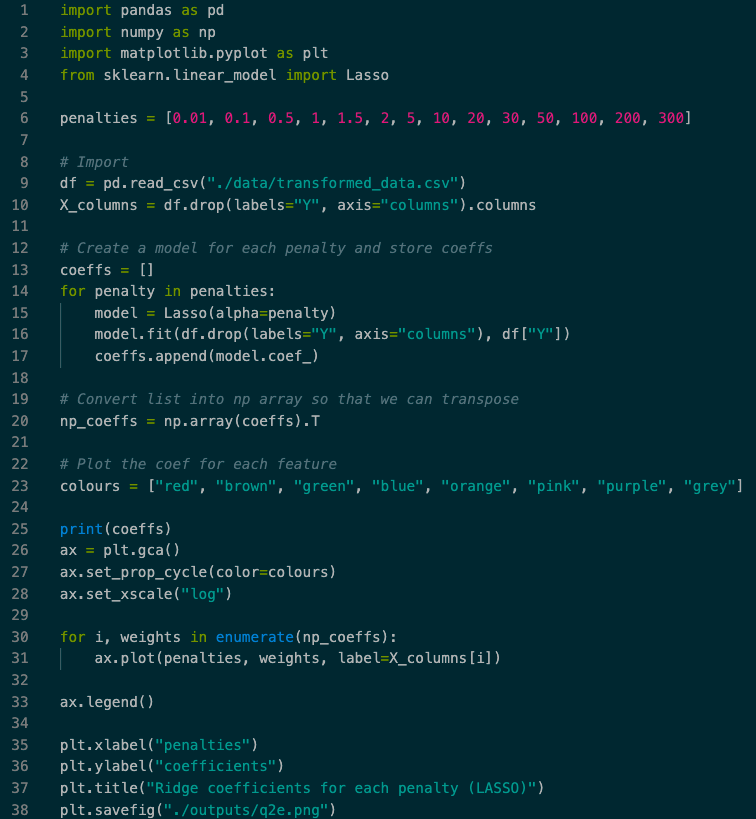 1 import pandas as pd
2 import numpy as np
3 import matplotlib.pyplot as plt
4 from sklearn.linear_model import Lasso
5
6 penalties = [0.01, 0.1, 0.5, 1, 1.5, 2, 5, 10, 20, 30, 50, 100, 200, 300]
7
8 # Import
9 df = pd.read_csv("./data/transformed_data.csv")
10 X_columns = df.drop(labels="Y", axis="columns").columns
11
12 # Create a model for each penalty and store coeffs
13 coeffs = []
14 for penalty in penalties:
15     model = Lasso(alpha=penalty)
16     model.fit(df.drop(labels="Y", axis="columns"), df["Y"])
17     coeffs.append(model.coef_)
18
19 # Convert list into np array so that we can transpose
20 np_coeffs = np.array(coeffs).T
21
22 # Plot the coef for each feature
23 colours = ["red", "brown", "green", "blue", "orange", "pink", "purple", "grey"]
24
25 print(coeffs)
26 ax = plt.gca()
27 ax.set_prop_cycle(color=colours)
28 ax.set_xscale("log")
29
30 for i, weights in enumerate(np_coeffs):
31     ax.plot(penalties, weights, label=X_columns[i])
32
33 ax.legend()
34
35 plt.xlabel("penalties")
36 plt.ylabel("coefficients")
37 plt.title("Ridge coefficients for each penalty (LASSO)")
38 plt.savefig("./outputs/q2e.png")